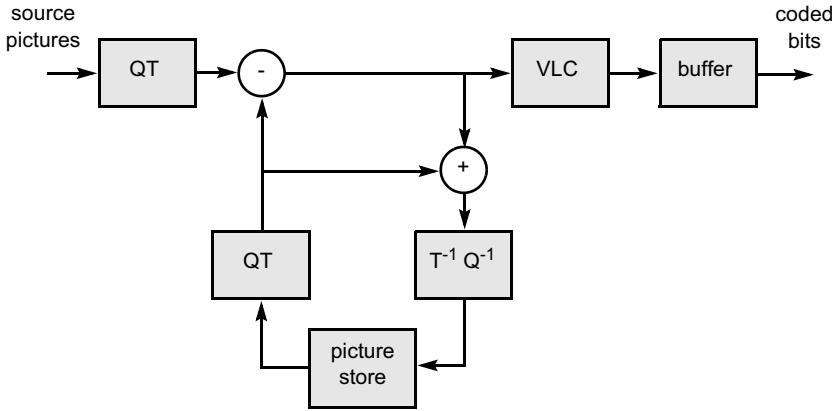 source
pictures
coded
bits
QT
-
VLC
buffer
+
QT
T⁻¹ Q⁻¹
picture
store